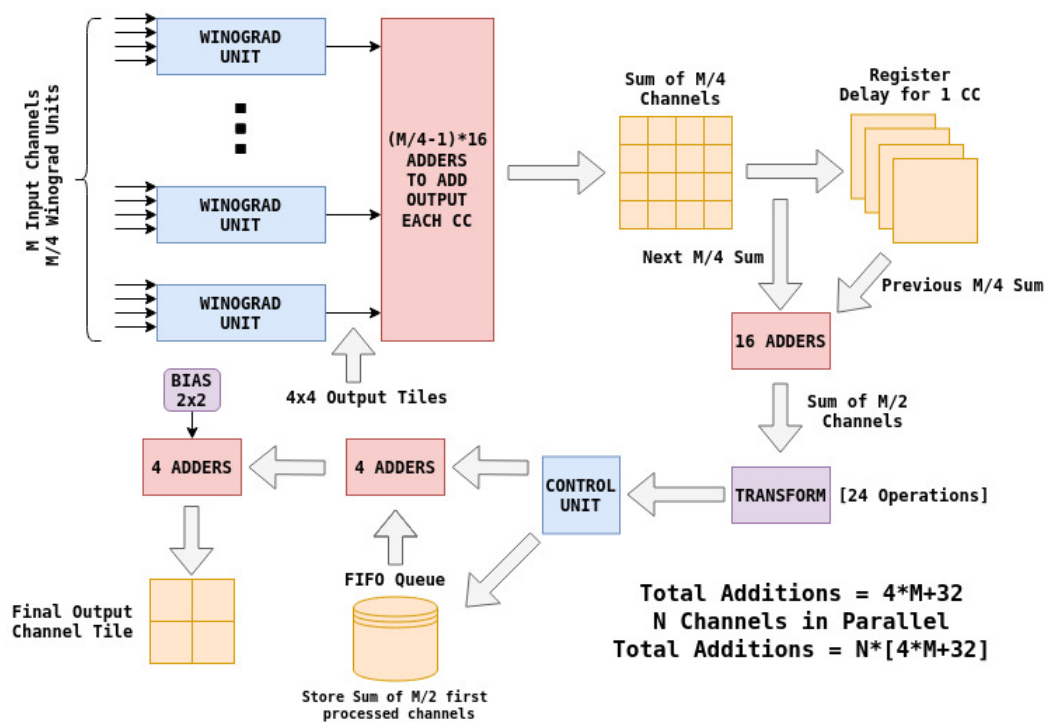 M Input Channels
M/4 Winograd Units
WINOGRAD
UNIT
WINOGRAD
UNIT
WINOGRAD
UNIT
(M/4-1)*16
ADDERS
TO ADD
OUTPUT
EACH CC
4x4 Output Tiles
Sum of M/4
Channels
Register
Delay for 1 CC
Next M/4 Sum
Previous M/4 Sum
16 ADDERS
Sum of M/2
Channels
TRANSFORM
[24 Operations]
CONTROL
UNIT
4 ADDERS
FIFO Queue
Store Sum of M/2 first
processed channels
BIAS
2x2
4 ADDERS
Final Output
Channel Tile
Total Additions = 4*M+32
N Channels in Parallel
Total Additions = N*[4*M+32]